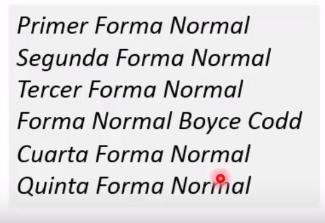 Primer Forma Normal
Segunda Forma Normal
Tercer Forma Normal
Forma Normal Boyce Codd
Cuarta Forma Normal
Quinta Forma Normal